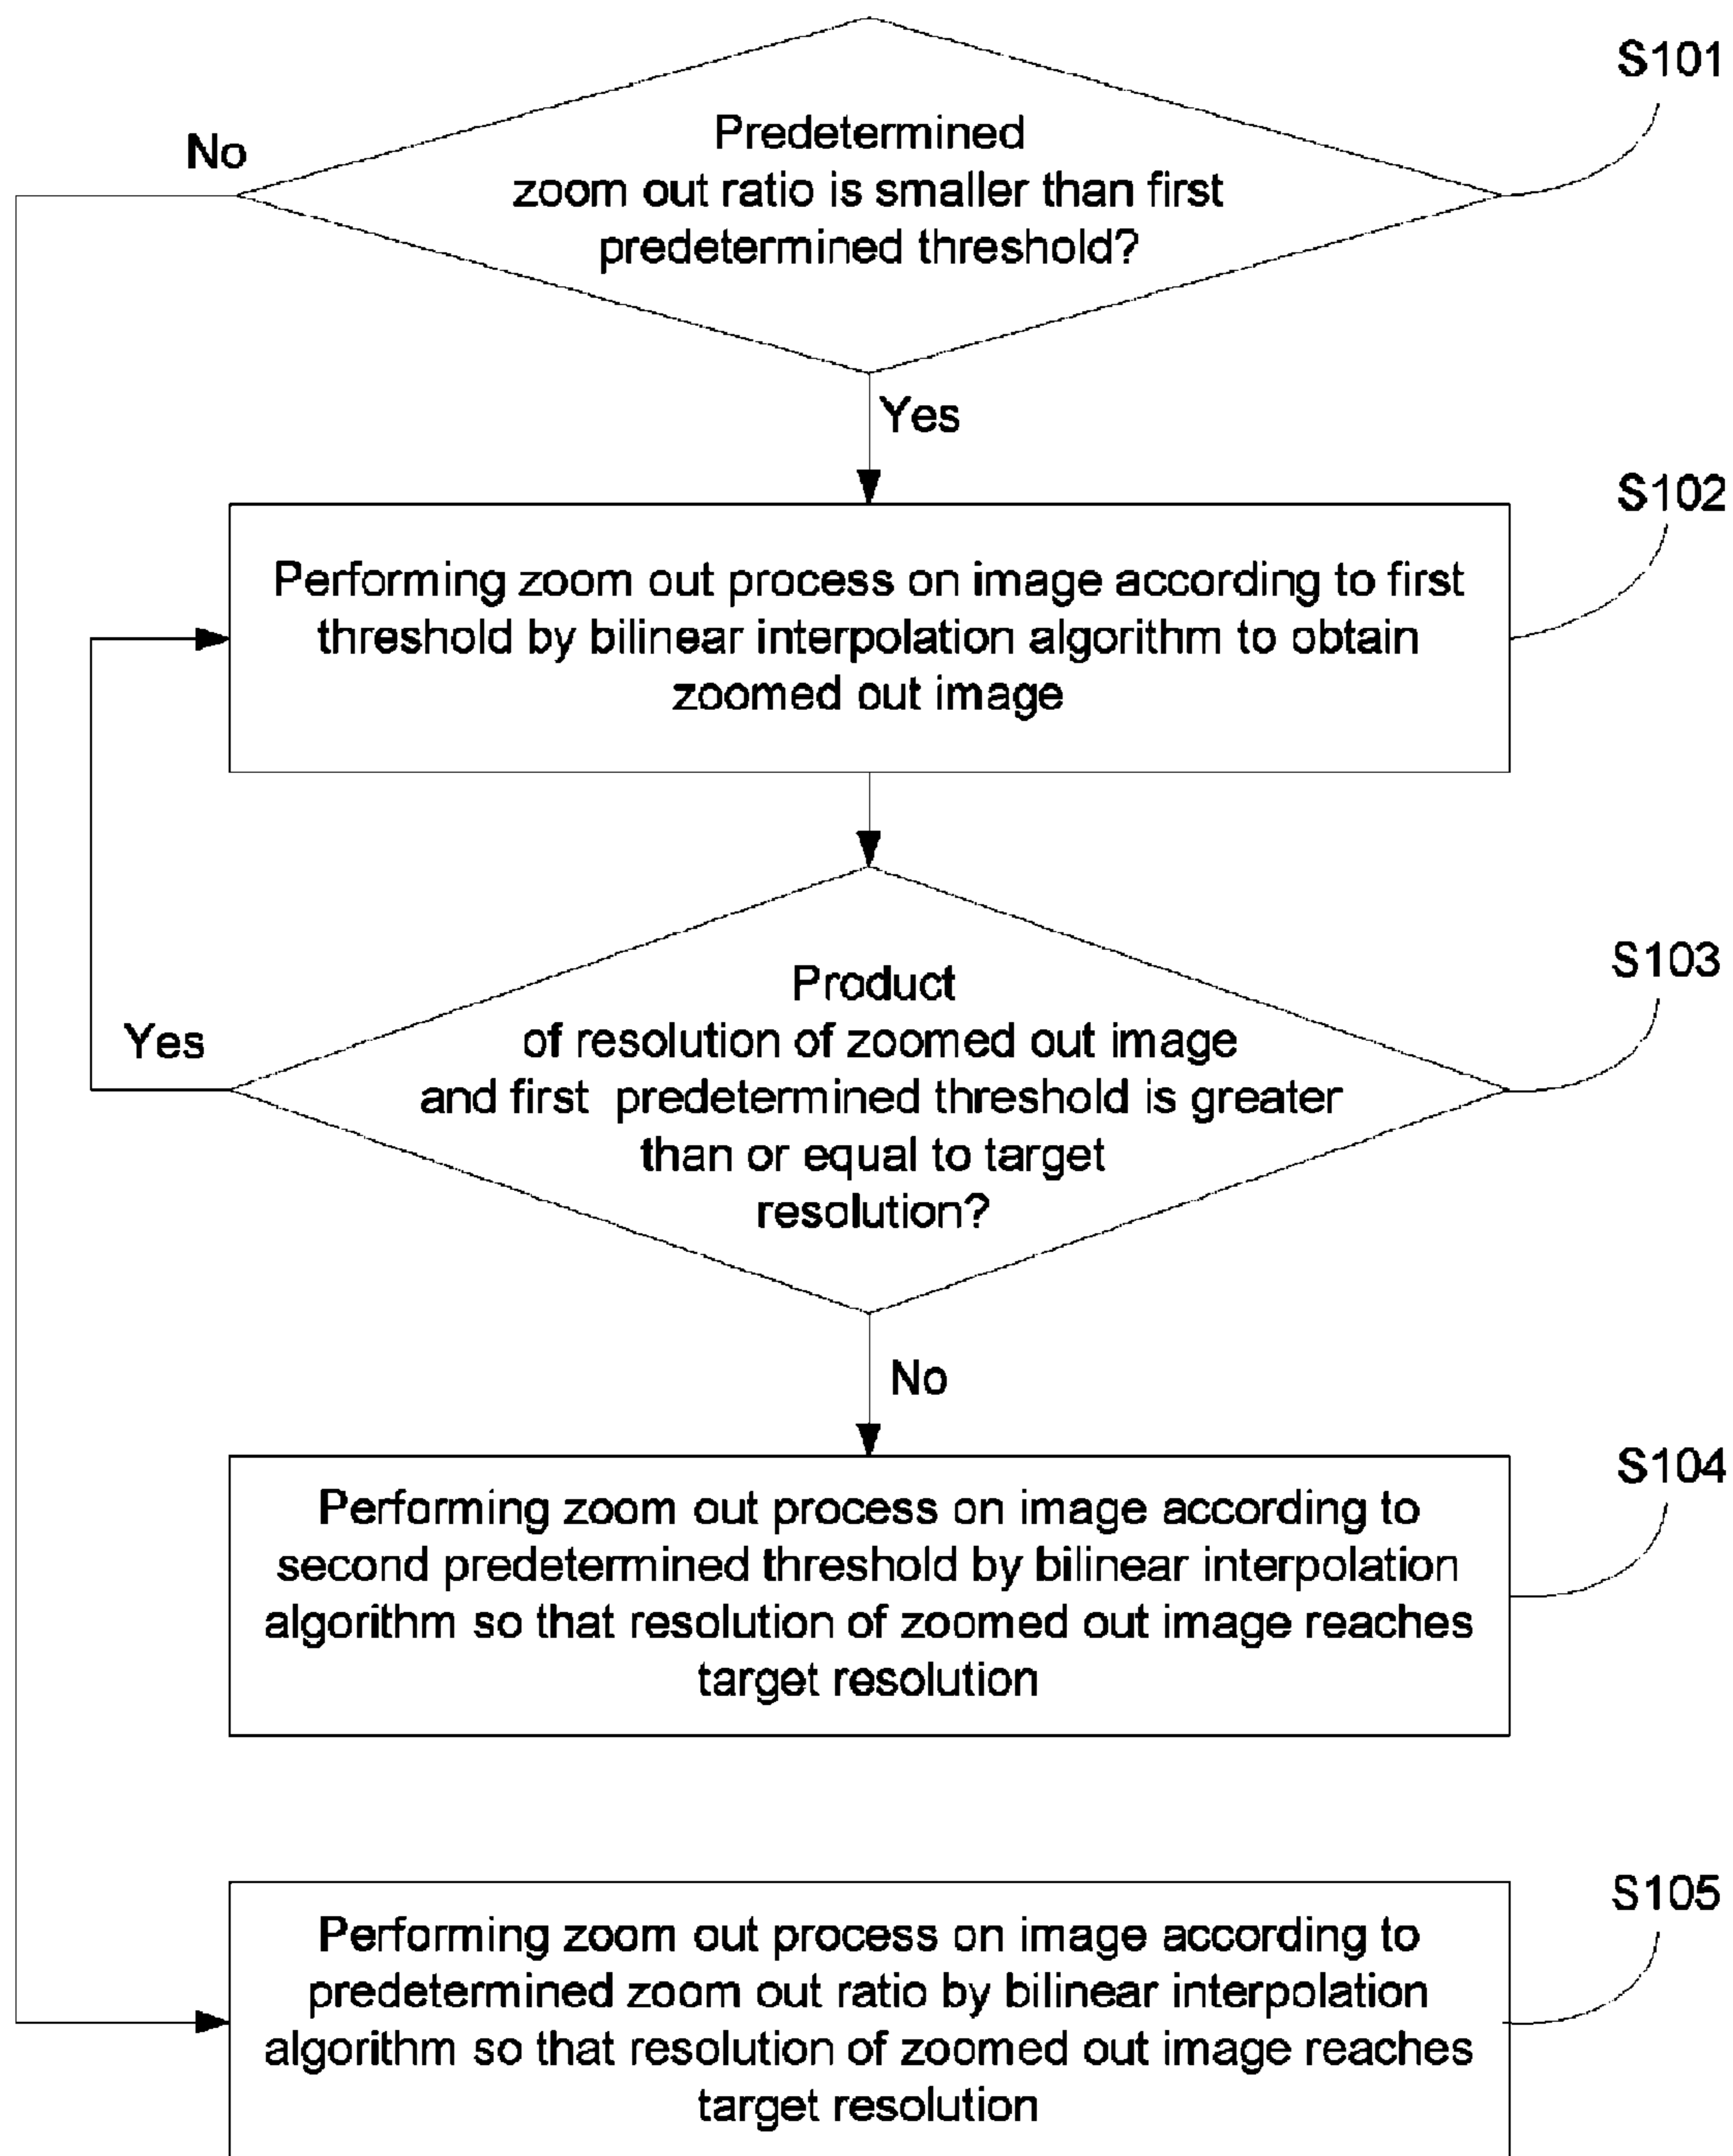 S101
No
Predetermined
zoom out ratio is smaller than first
predetermined threshold?
Yes
S102
Performing zoom out process on image according to first
threshold by bilinear interpolation algorithm to obtain
zoomed out image
S103
Product
of resolution of zoomed out image
and first predetermined threshold is greater
than or equal to target
resolution?
Yes
No
S104
Performing zoom out process on image according to
second predetermined threshold by bilinear interpolation
algorithm so that resolution of zoomed out image reaches
target resolution
S105
Performing zoom out process on image according to
predetermined zoom out ratio by bilinear interpolation
algorithm so that resolution of zoomed out image reaches
target resolution